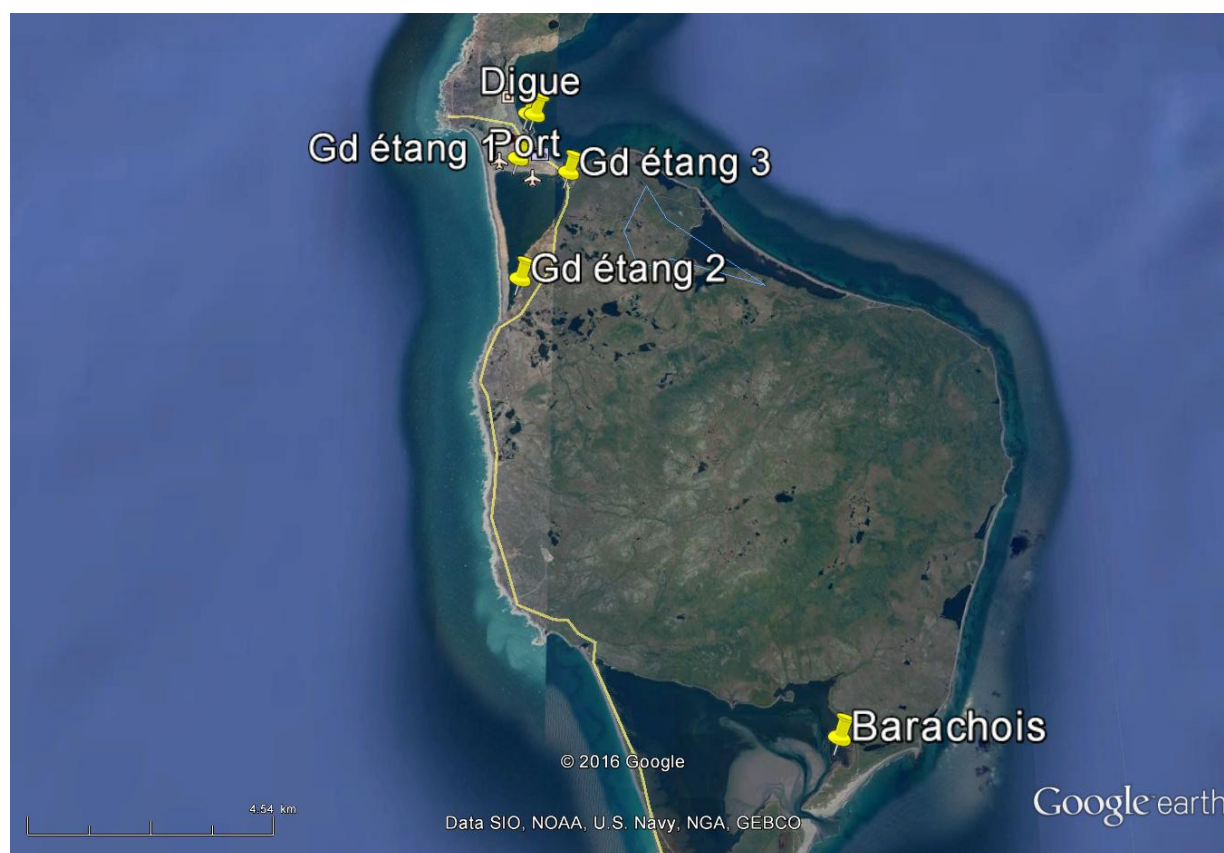 Digue
Gd étang 1
Port
Gd étang 3
Gd étang 2
Barachois
© 2016 Google
4.54 km
Data SIO, NOAA, U.S. Navy, NGA, GEBCO
Google earth